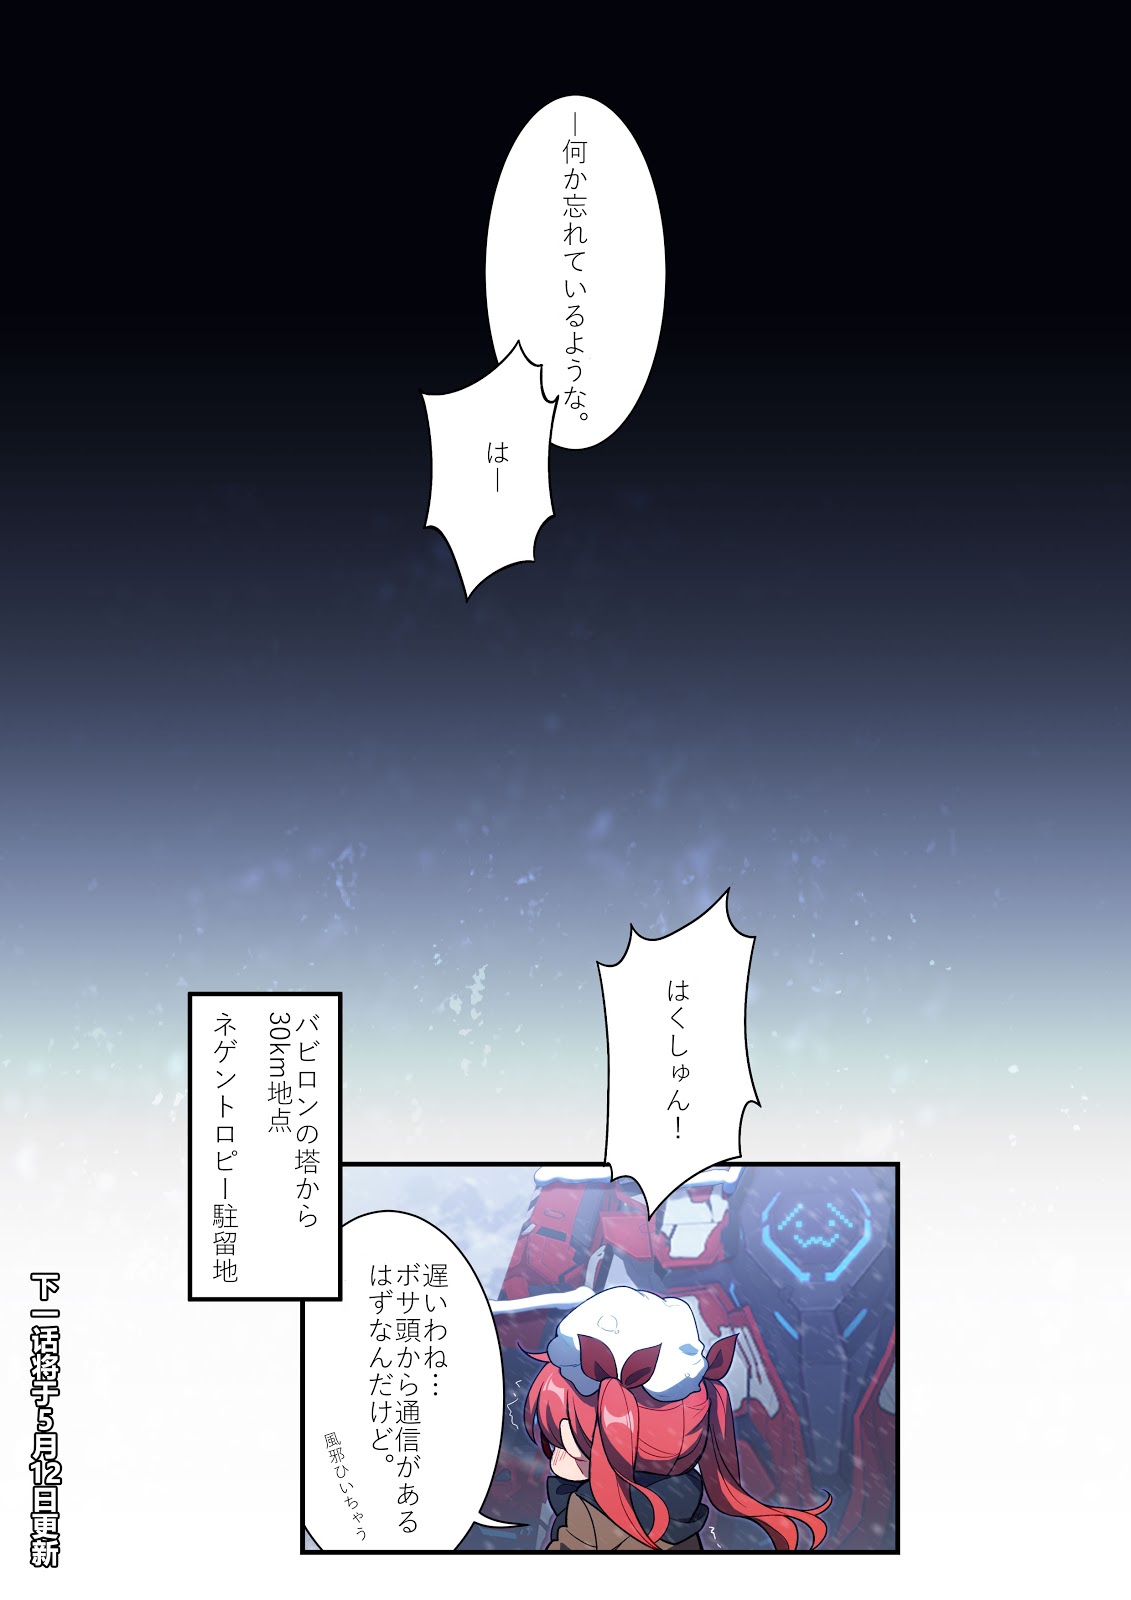 ―何か忘れているような。
はー
はくしゅん！
バビロンの塔から
30km地点
ネゲントロピー駐留地
遅いわね…
ボサ頭から通信がある
はずなんだけど。
風邪ひいちゃう
下一话将于5月12日更新